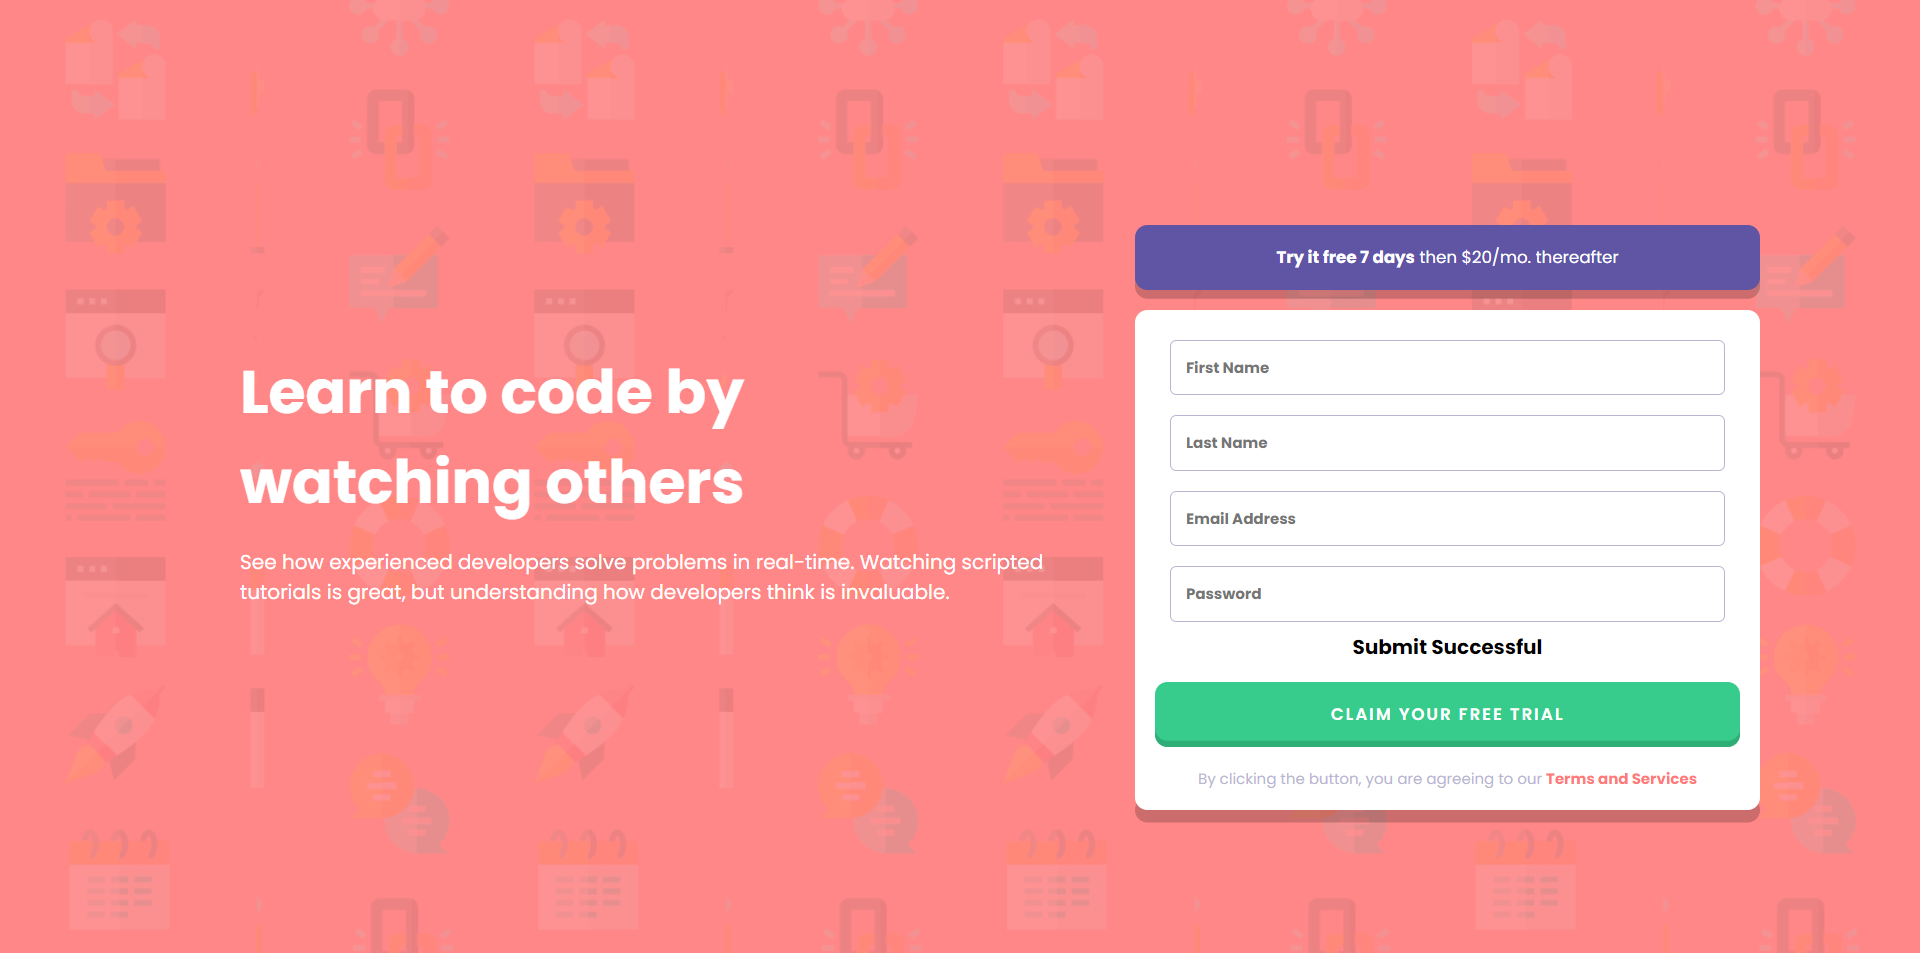 Learn to code by
watching others
See how experienced developers solve problems in real-time. Watching scripted
tutorials is great, but understanding how developers think is invaluable.
Try it free 7 days then $20/mo. thereafter
First Name
Last Name
Email Address
Password
Submit Successful
CLAIM YOUR FREE TRIAL
By clicking the button, you are agreeing to our Terms and Services